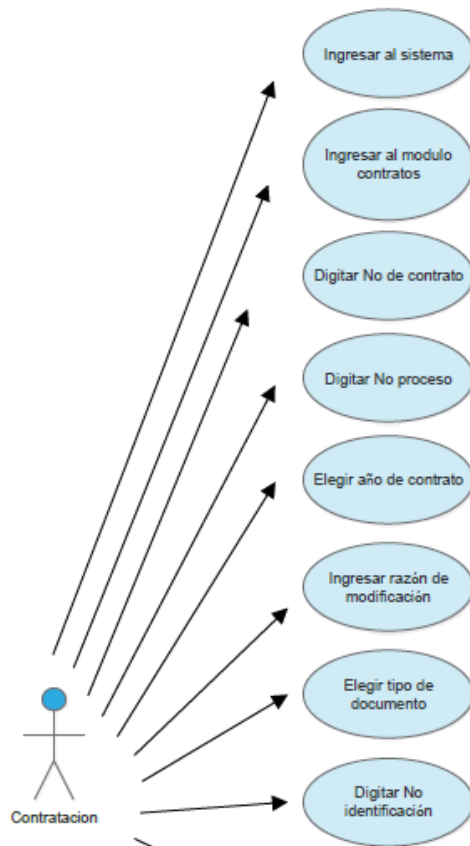 Ingresar al sistema
Ingresar al modulo
contratos
Digitar No de contrato
Digitar No proceso
Elegir año de contrato
Ingresar razón de
modificación
Elegir tipo de
documento
Digitar No
identificación
Contratacion